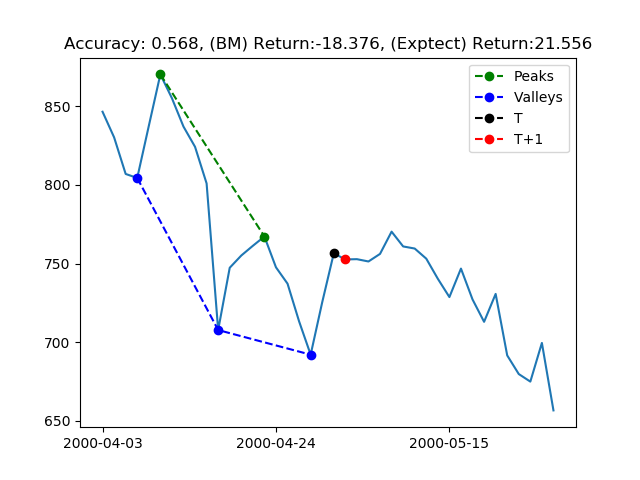 Accuracy: 0.568, (BM) Return:-18.376, (Exptect) Return:21.556
Peaks
Valleys
T
T+1
850
800
750
700
650
2000-04-03
2000-04-24
2000-05-15